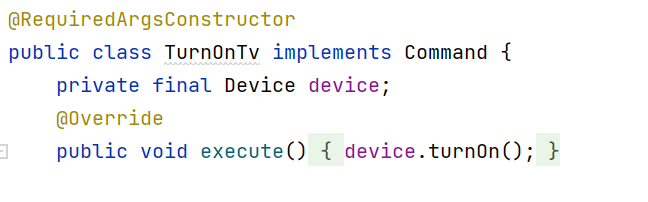 @RequiredArgsConstructor
public class TurnOnTv implements Command {
    private final Device device;
    @Override
    public void execute() { device.turnOn(); }